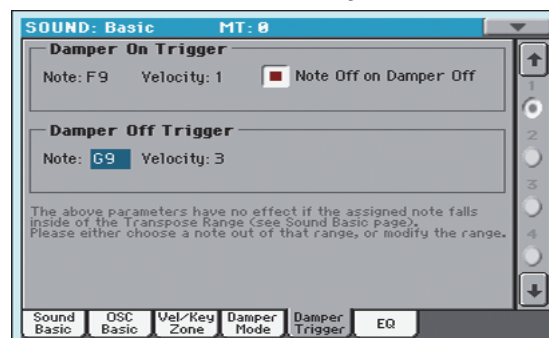 SOUND: Basic MT: 0
Damper On Trigger
Note: F9 Velocity: 1 Note Off on Damper Off
Damper Off Trigger
Note: G9 Velocity: 3
The above parameters have no effect if the assigned note falls
inside of the Transpose Range (see Sound Basic page).
Please either choose a note out of that range, or modify the range.
1
2
3
4
Sound Basic
OSC Basic
Vel/Key Zone
Damper Mode
Damper Trigger
EQ